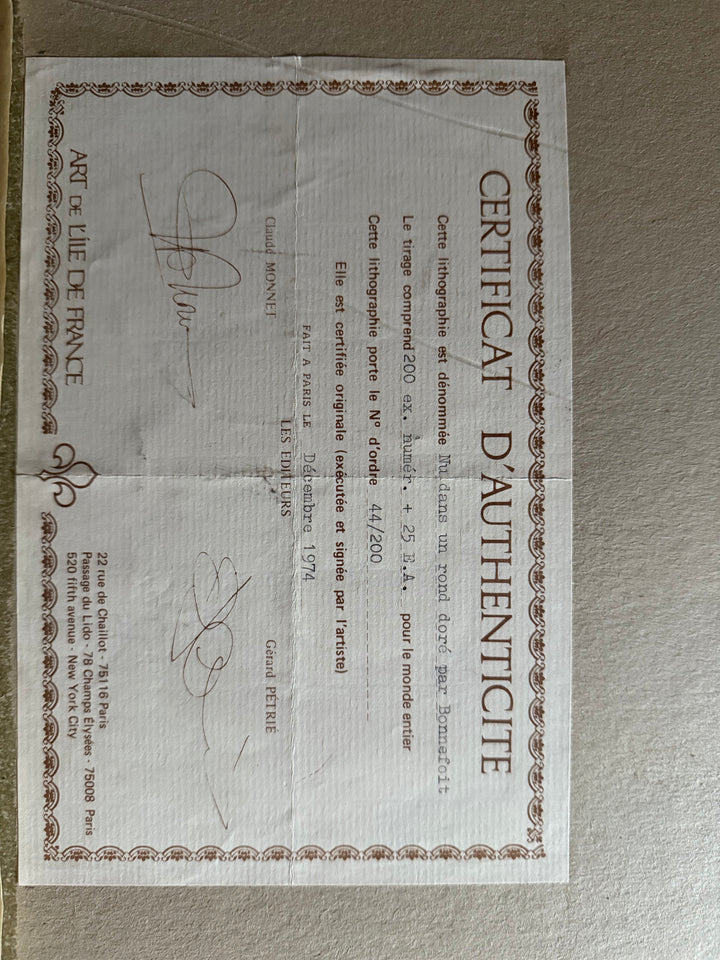 CERTIFICAT D'AUTHENTICITE
Cette lithographie est dénommée Nu dans un rond doré par Bonnefoit
Le tirage comprend 200 ex. numér. + 25 E.A. pour le monde entier
Cette lithographie porte le N° d'ordre 44/200
Elle est certifiée originale (exécutée et signée par l'artiste)
FAIT A PARIS LE Décembre 1974
LES EDITEURS
Claude MONNET
Gérard PÉTRIÉ
ART DE L'ÎLE DE FRANCE
22 rue de Chaillot - 75116 Paris
Passage du Lido - 78 Champs Élysées - 75008 Paris
520 fifth avenue - New York City